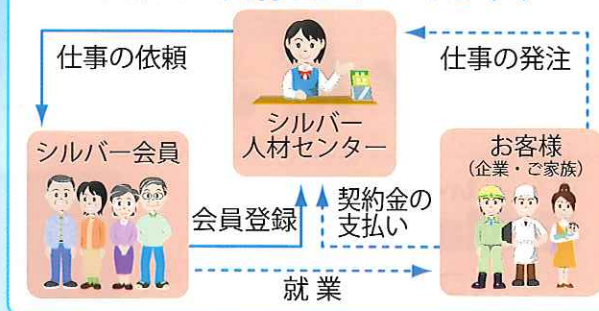 仕事の依頼
仕事の発注
シルバー
人材センター
シルバー会員
お客様
(企業・ご家族)
会員登録
契約金の
支払い
就業